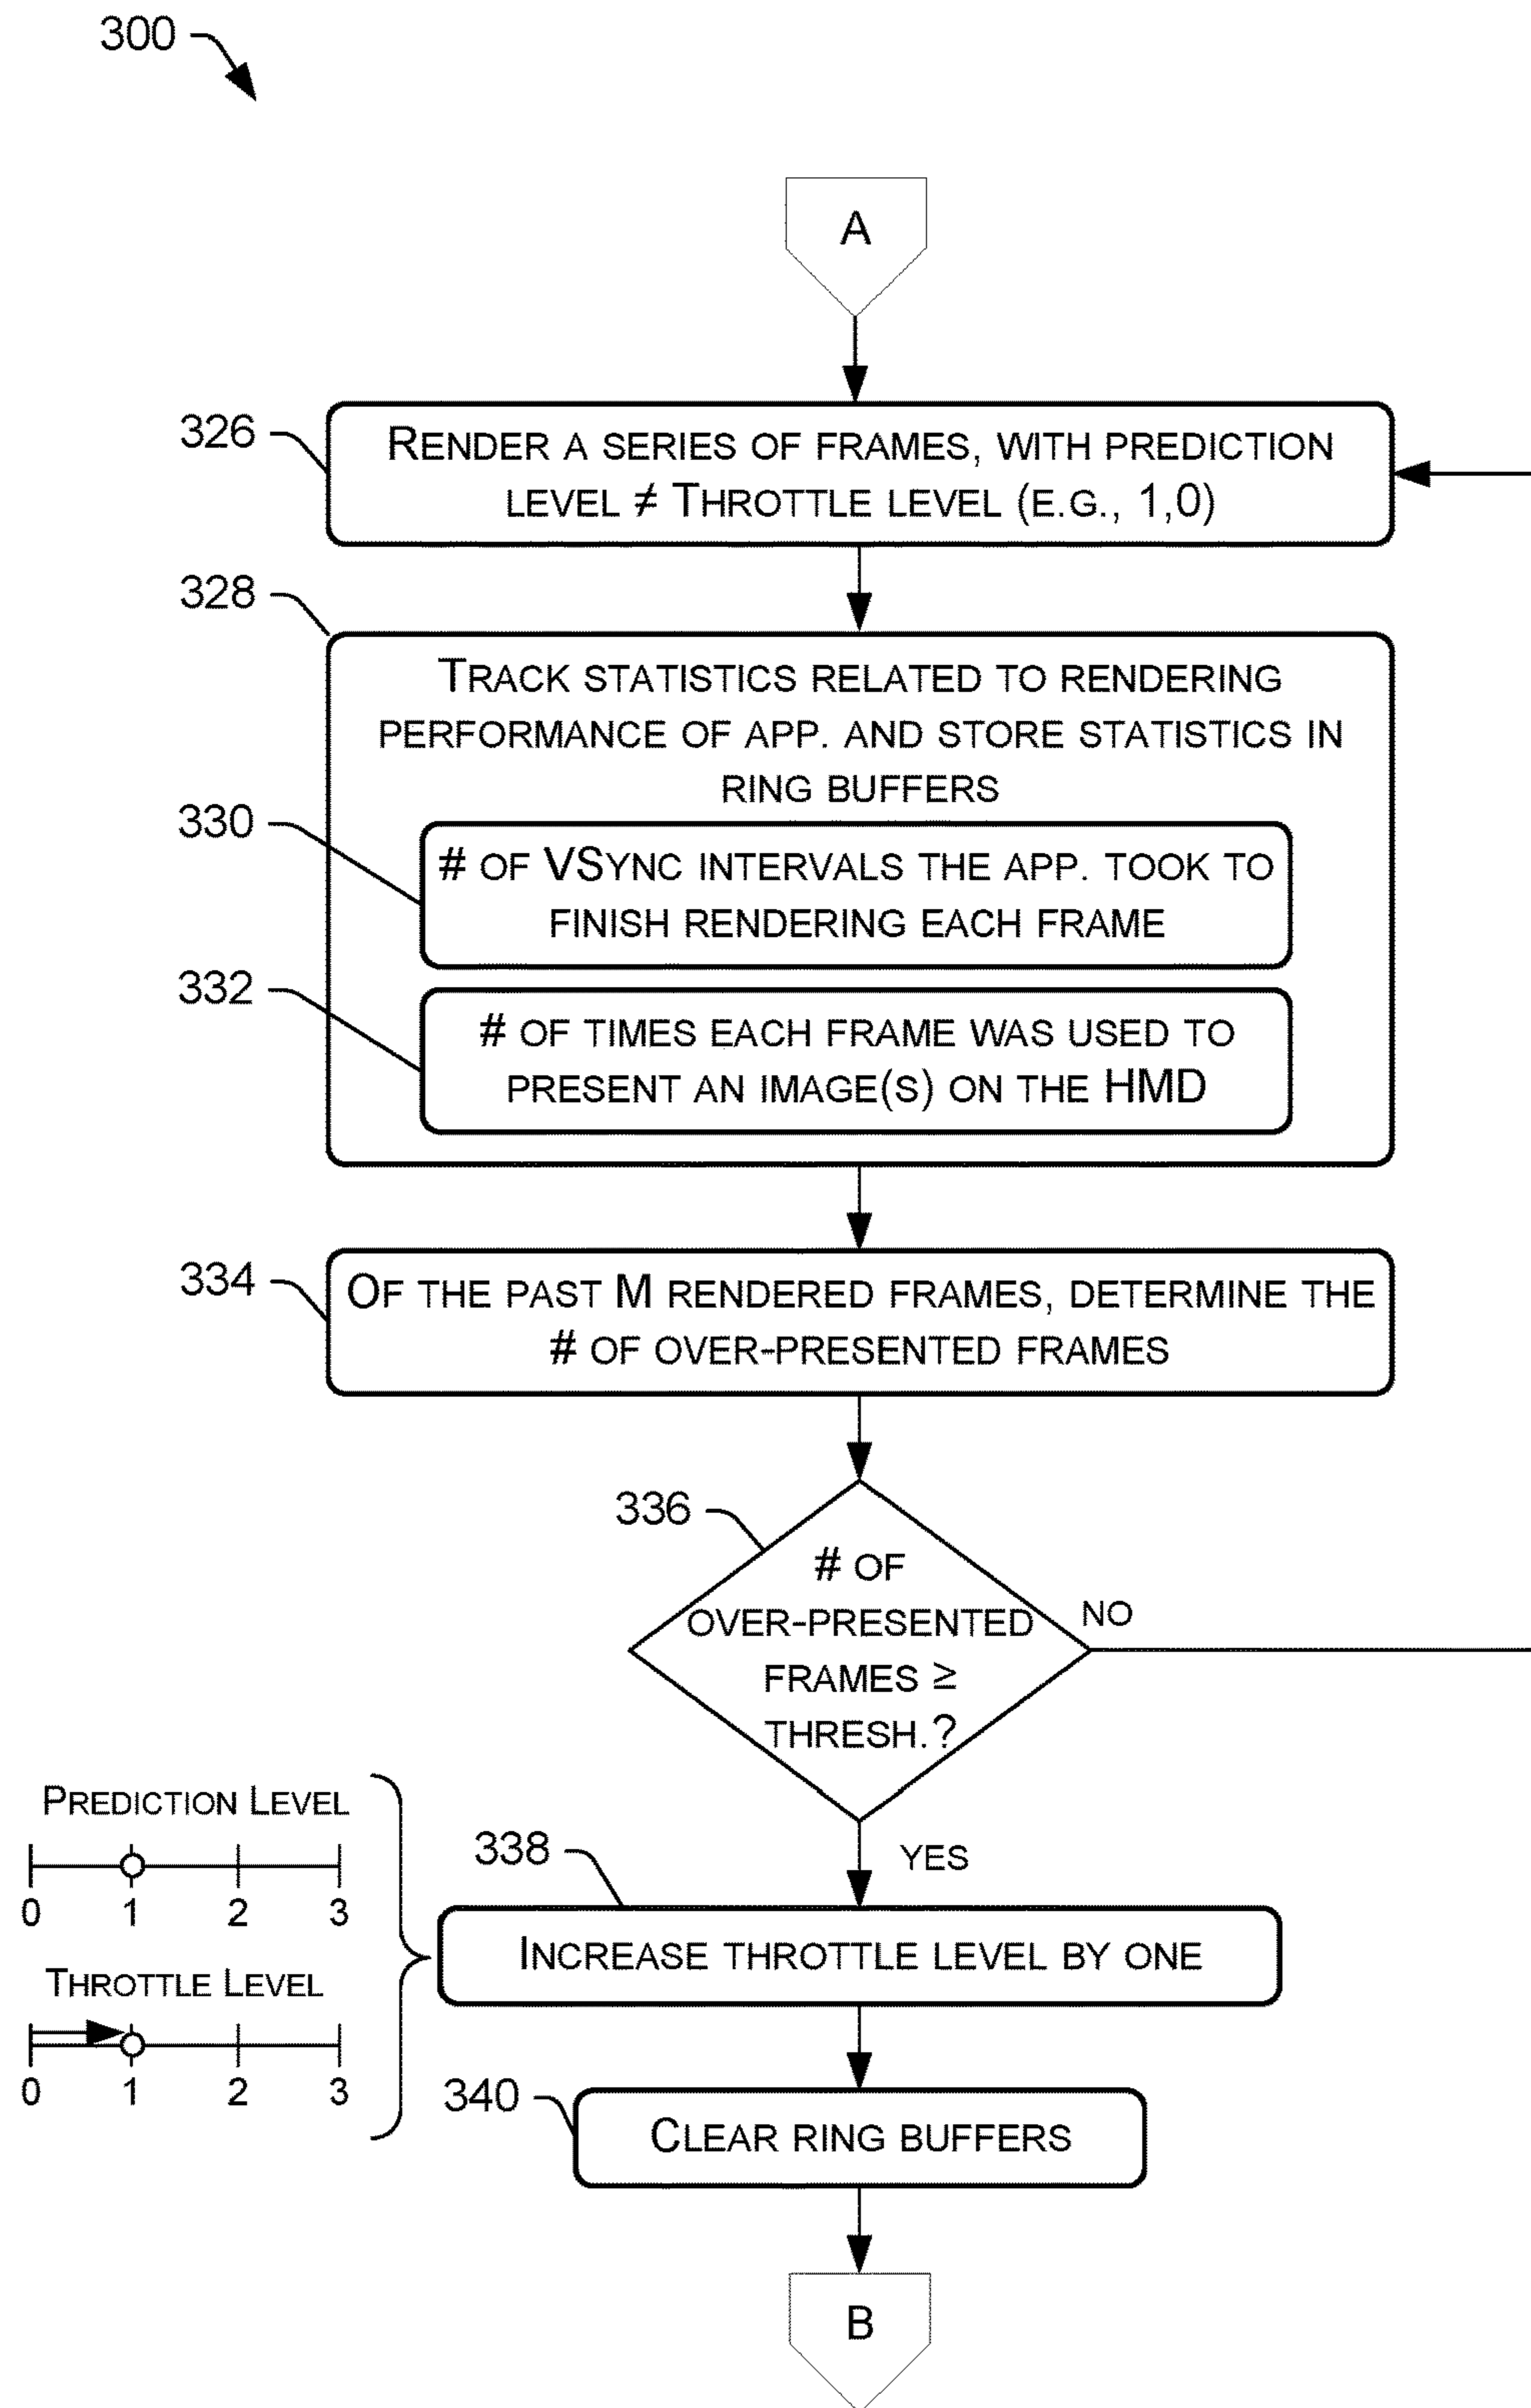 300
A
326
RENDER A SERIES OF FRAMES, WITH PREDICTION
LEVEL ≠ THROTTLE LEVEL (E.G., 1,0)
328
TRACK STATISTICS RELATED TO RENDERING
PERFORMANCE OF APP. AND STORE STATISTICS IN
RING BUFFERS
330
# OF VSYNC INTERVALS THE APP. TOOK TO
FINISH RENDERING EACH FRAME
332
# OF TIMES EACH FRAME WAS USED TO
PRESENT AN IMAGE(S) ON THE HMD
334
OF THE PAST M RENDERED FRAMES, DETERMINE THE
# OF OVER-PRESENTED FRAMES
336
# OF
OVER-PRESENTED
FRAMES ≥
THRESH.?
NO
YES
PREDICTION LEVEL
0 1 2 3
THROTTLE LEVEL
0 1 2 3
338
INCREASE THROTTLE LEVEL BY ONE
340
CLEAR RING BUFFERS
B